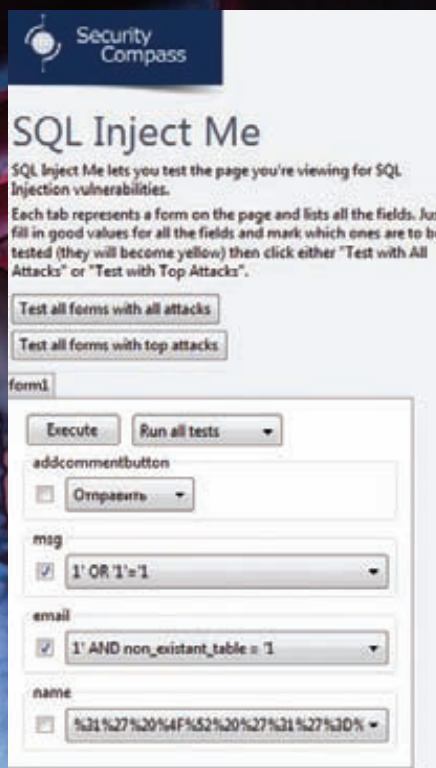 Security
Compass
SQL Inject Me
SQL Inject Me lets you test the page you're viewing for SQL
Injection vulnerabilities.
Each tab represents a form on the page and lists all the fields. Jus
fill in good values for all the fields and mark which ones are to be
tested (they will become yellow) then click either "Test with All
Attacks" or "Test with Top Attacks".
Test all forms with all attacks
Test all forms with top attacks
form1
Execute Run all tests
addcommentbutton
Отправить
msg
1' OR '1'='1
email
1' AND non_existant_table = '1
name
%31%27%20%4F%52%20%27%31%27%3D%